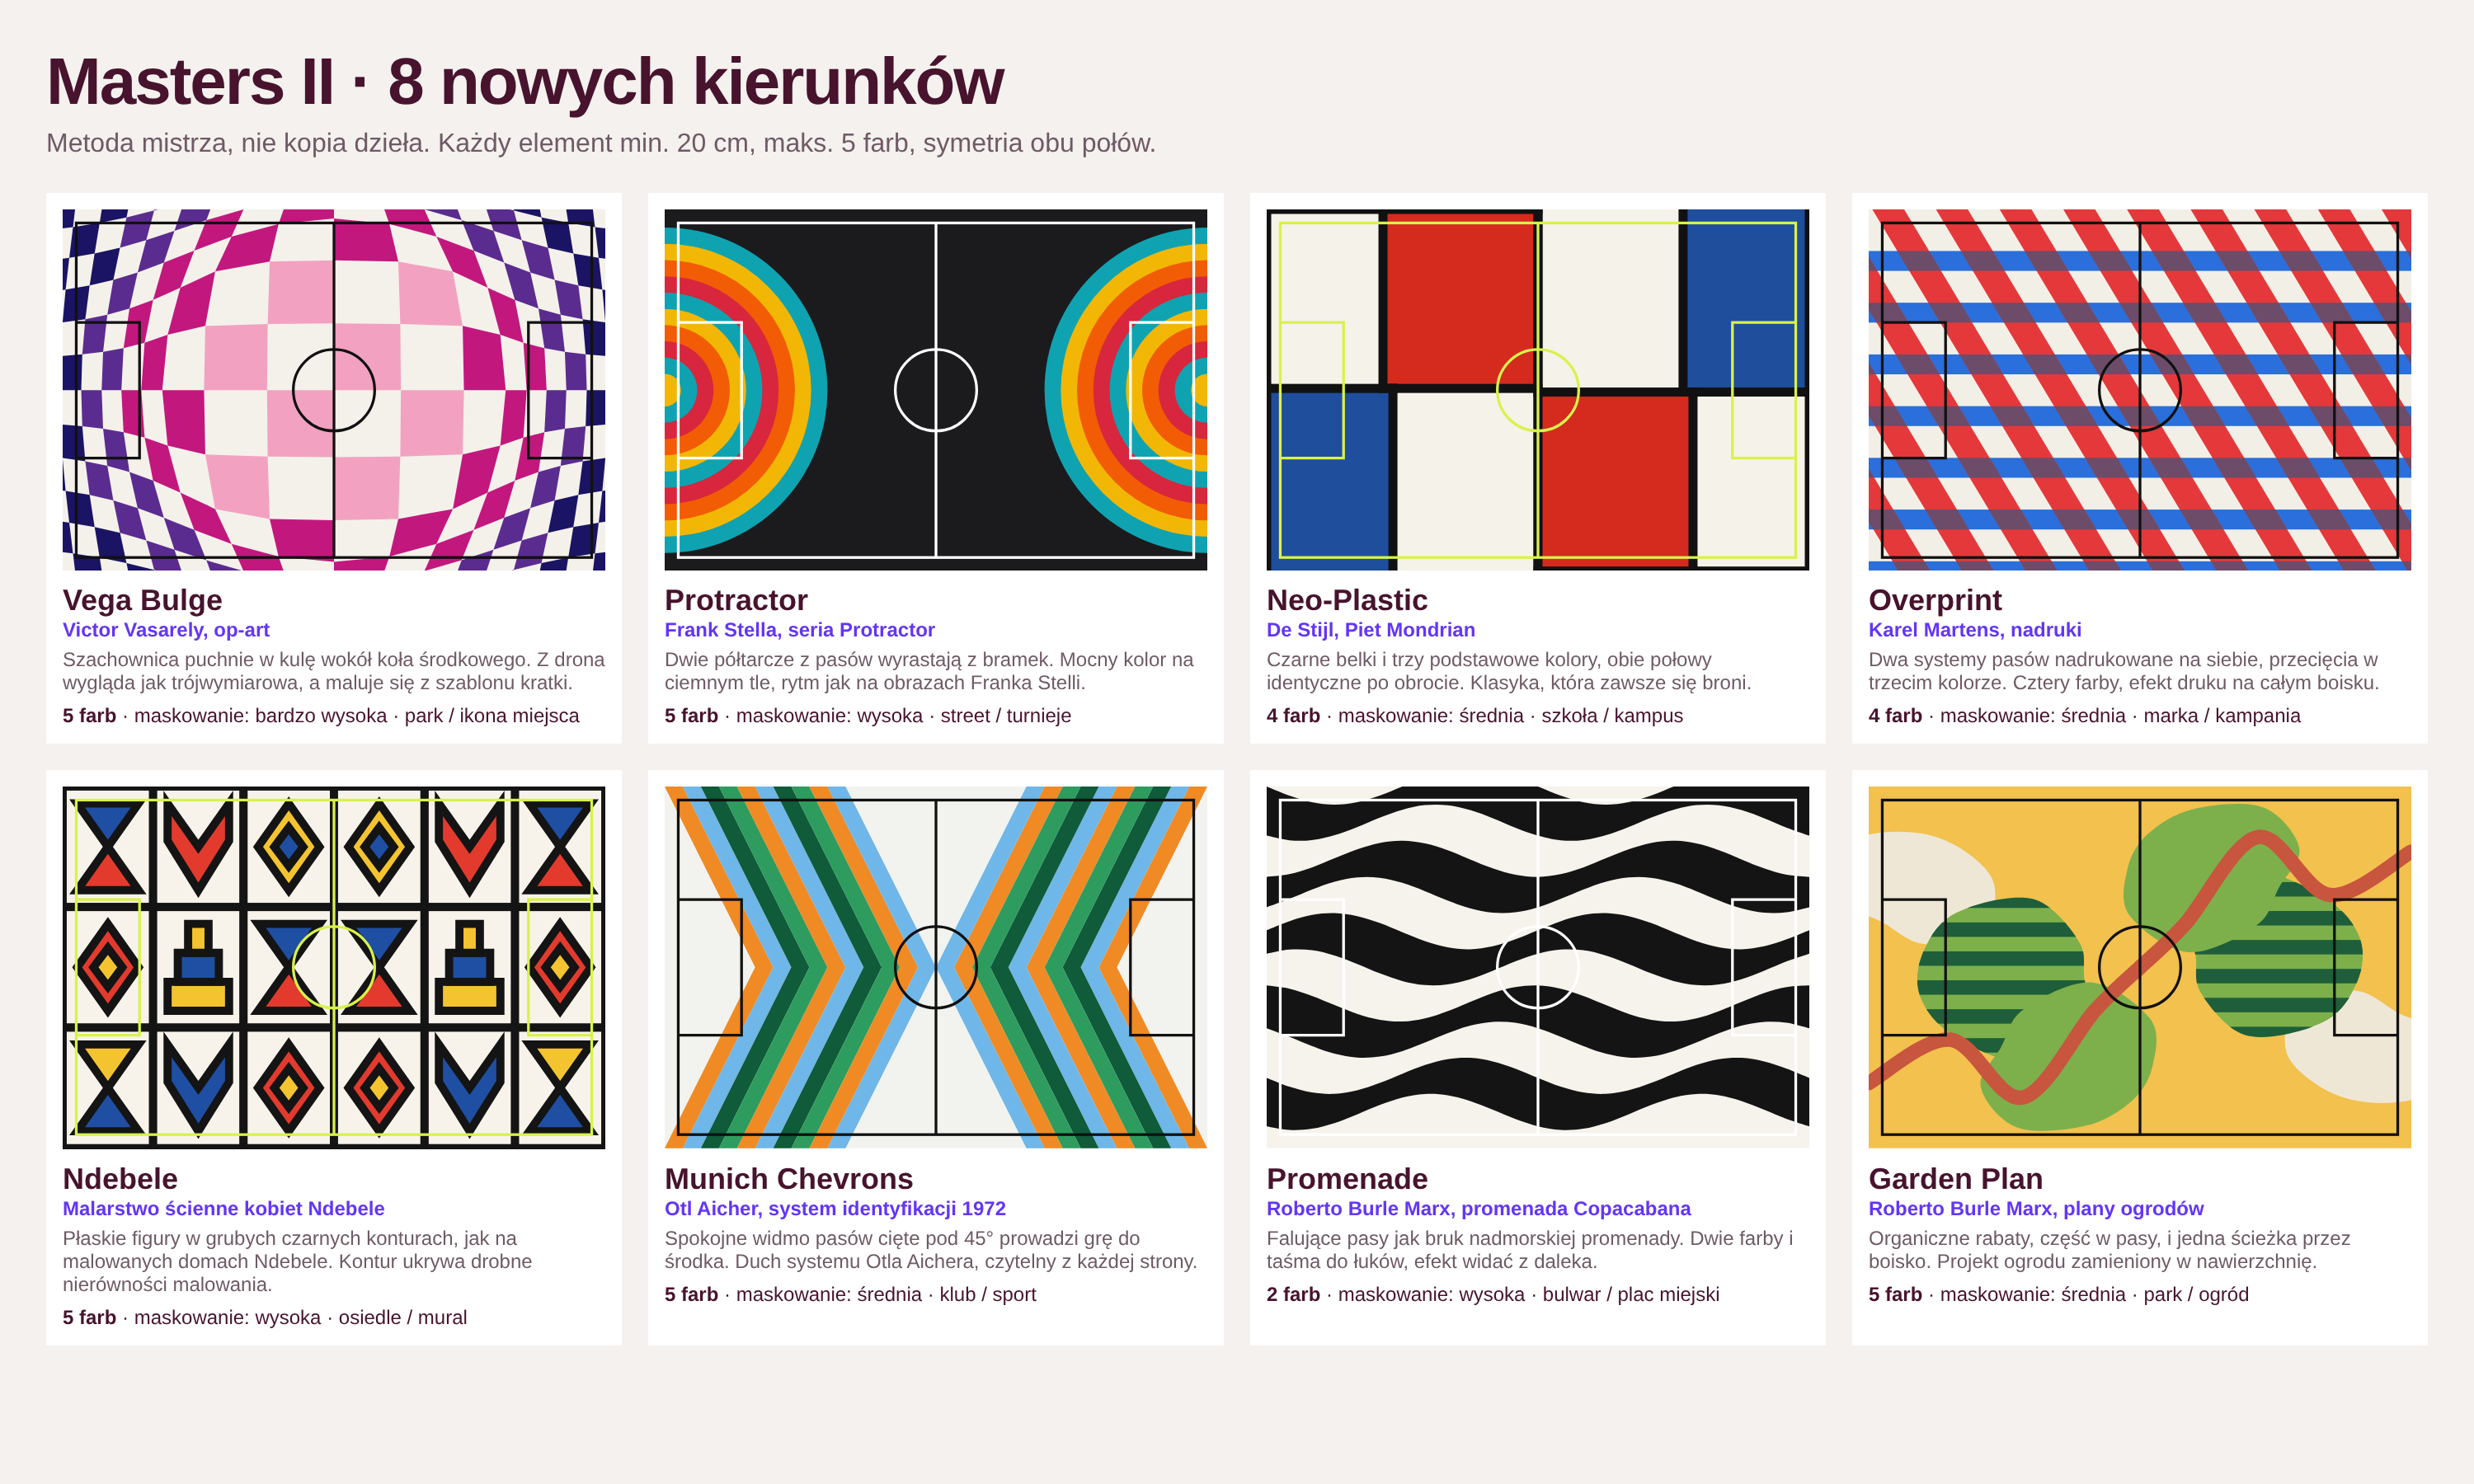 Masters II · 8 nowych kierunków
Metoda mistrza, nie kopia dzieła. Każdy element min. 20 cm, maks. 5 farb, symetria obu połów.
Vega Bulge
Victor Vasarely, op-art
Szachownica puchnie w kulę wokół koła środkowego. Z drona
wygląda jak trójwymiarowa, a maluje się z szablonu kratki.
5 farb · maskowanie: bardzo wysoka · park / ikona miejsca
Protractor
Frank Stella, seria Protractor
Dwie półtarcze z pasów wyrastają z bramek. Mocny kolor na
ciemnym tle, rytm jak na obrazach Franka Stelli.
5 farb · maskowanie: wysoka · street / turnieje
Neo-Plastic
De Stijl, Piet Mondrian
Czarne belki i trzy podstawowe kolory, obie połowy
identyczne po obrocie. Klasyka, która zawsze się broni.
4 farb · maskowanie: średnia · szkoła / kampus
Overprint
Karel Martens, nadruki
Dwa systemy pasów nadrukowane na siebie, przecięcia w
trzecim kolorze. Cztery farby, efekt druku na całym boisku.
4 farb · maskowanie: średnia · marka / kampania
Ndebele
Malarstwo ścienne kobiet Ndebele
Płaskie figury w grubych czarnych konturach, jak na
malowanych domach Ndebele. Kontur ukrywa drobne
nierówności malowania.
5 farb · maskowanie: wysoka · osiedle / mural
Munich Chevrons
Otl Aicher, system identyfikacji 1972
Spokojne widmo pasów cięte pod 45° prowadzi grę do
środka. Duch systemu Otla Aichera, czytelny z każdej strony.
5 farb · maskowanie: średnia · klub / sport
Promenade
Roberto Burle Marx, promenada Copacabana
Falujące pasy jak bruk nadmorskiej promenady. Dwie farby i
taśma do łuków, efekt widać z daleka.
2 farb · maskowanie: wysoka · bulwar / plac miejski
Garden Plan
Roberto Burle Marx, plany ogrodów
Organiczne rabaty, część w pasy, i jedna ścieżka przez
boisko. Projekt ogrodu zamieniony w nawierzchnię.
5 farb · maskowanie: średnia · park / ogród